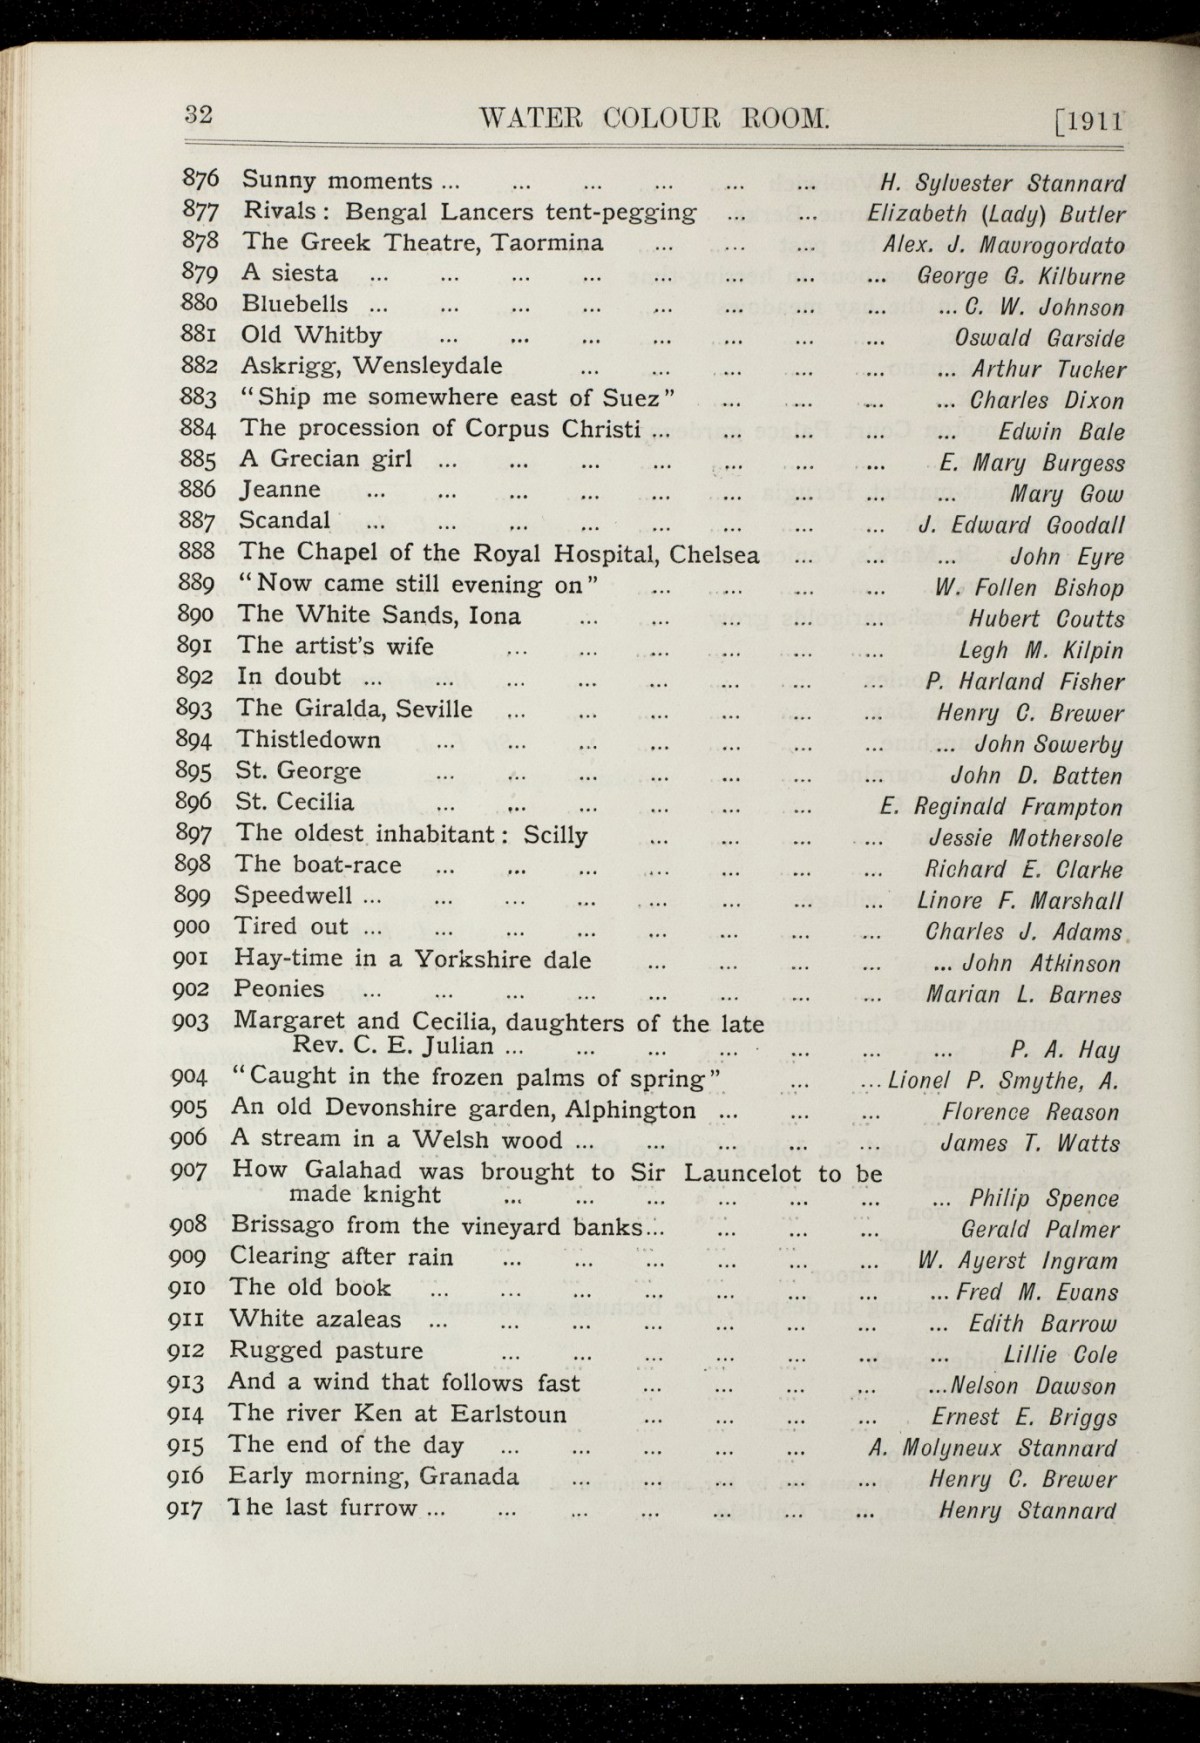 32 WATER COLOUR ROOM. [1911
876 Sunny moments ... ... ... ... ... ... H. Sylvester Stannard
877 Rivals : Bengal Lancers tent-pegging ... ... Elizabeth (Lady) Butler
878 The Greek Theatre, Taormina ... ... ... Alex. J. Mavrogordato
879 A siesta ... ... ... ... ... ... ... ... George G. Kilburne
880 Bluebells ... ... ... ... ... ... ... ... ... C. W. Johnson
881 Old Whitby ... ... ... ... ... ... ... Oswald Garside
882 Askrigg, Wensleydale ... ... ... ... ... ... Arthur Tucker
883 “Ship me somewhere east of Suez” ... ... ... ... Charles Dixon
884 The procession of Corpus Christi ... ... ... ... ... Edwin Bale
885 A Grecian girl ... ... ... ... ... ... ... E. Mary Burgess
886 Jeanne ... ... ... ... ... ... ... ... ... Mary Gow
887 Scandal ... ... ... ... ... ... ... ... J. Edward Goodall
888 The Chapel of the Royal Hospital, Chelsea ... ... ... John Eyre
889 “Now came still evening on” ... ... ... ... W. Follen Bishop
890 The White Sands, Iona ... ... ... ... ... Hubert Coutts
891 The artist's wife ... ... ... ... ... ... Legh M. Kilpin
892 In doubt ... ... ... ... ... ... ... ... P. Harland Fisher
893 The Giralda, Seville ... ... ... ... ... ... Henry C. Brewer
894 Thistledown ... ... ... ... ... ... ... ... John Sowerby
895 St. George ... ... ... ... ... ... ... John D. Batten
896 St. Cecilia ... ... ... ... ... ... E. Reginald Frampton
897 The oldest inhabitant : Scilly ... ... ... ... Jessie Mothersole
898 The boat-race ... ... ... ... ... ... ... Richard E. Clarke
899 Speedwell ... ... ... ... ... ... ... ... Linore F. Marshall
900 Tired out ... ... ... ... ... ... ... ... Charles J. Adams
901 Hay-time in a Yorkshire dale ... ... ... ... ... John Atkinson
902 Peonies ... ... ... ... ... ... ... ... Marian L. Barnes
903 Margaret and Cecilia, daughters of the late
Rev. C. E. Julian ... ... ... ... ... ... ... P. A. Hay
904 “Caught in the frozen palms of spring” ... ... Lionel P. Smythe, A.
905 An old Devonshire garden, Alphington ... ... ... Florence Reason
906 A stream in a Welsh wood ... ... ... ... ... James T. Watts
907 How Galahad was brought to Sir Launcelot to be
made knight ... ... ... ... ... ... ... Philip Spence
908 Brissago from the vineyard banks... ... ... ... Gerald Palmer
909 Clearing after rain ... ... ... ... ... ... W. Ayerst Ingram
910 The old book ... ... ... ... ... ... ... ... Fred M. Evans
911 White azaleas ... ... ... ... ... ... ... ... Edith Barrow
912 Rugged pasture ... ... ... ... ... ... ... Lillie Cole
913 And a wind that follows fast ... ... ... ... ...Nelson Dawson
914 The river Ken at Earlstoun ... ... ... ... Ernest E. Briggs
915 The end of the day ... ... ... ... ... A. Molyneux Stannard
916 Early morning, Granada ... ... ... ... ... Henry C. Brewer
917 The last furrow ... ... ... ... ... ... ... Henry Stannard